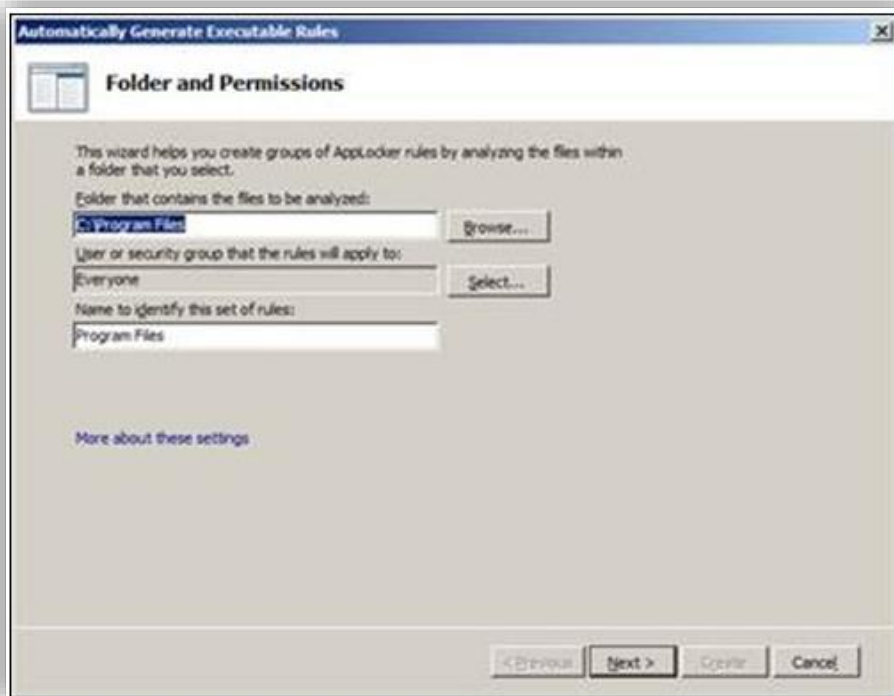 Automatically Generate Executable Rules
Folder and Permissions
This wizard helps you create groups of AppLocker rules by analyzing the files within
a folder that you select.
Folder that contains the files to be analyzed:
C:\Program Files
Browse...
User or security group that the rules will apply to:
Everyone
Select...
Name to identify this set of rules:
Program Files
More about these settings
< Previous Next > Create Cancel